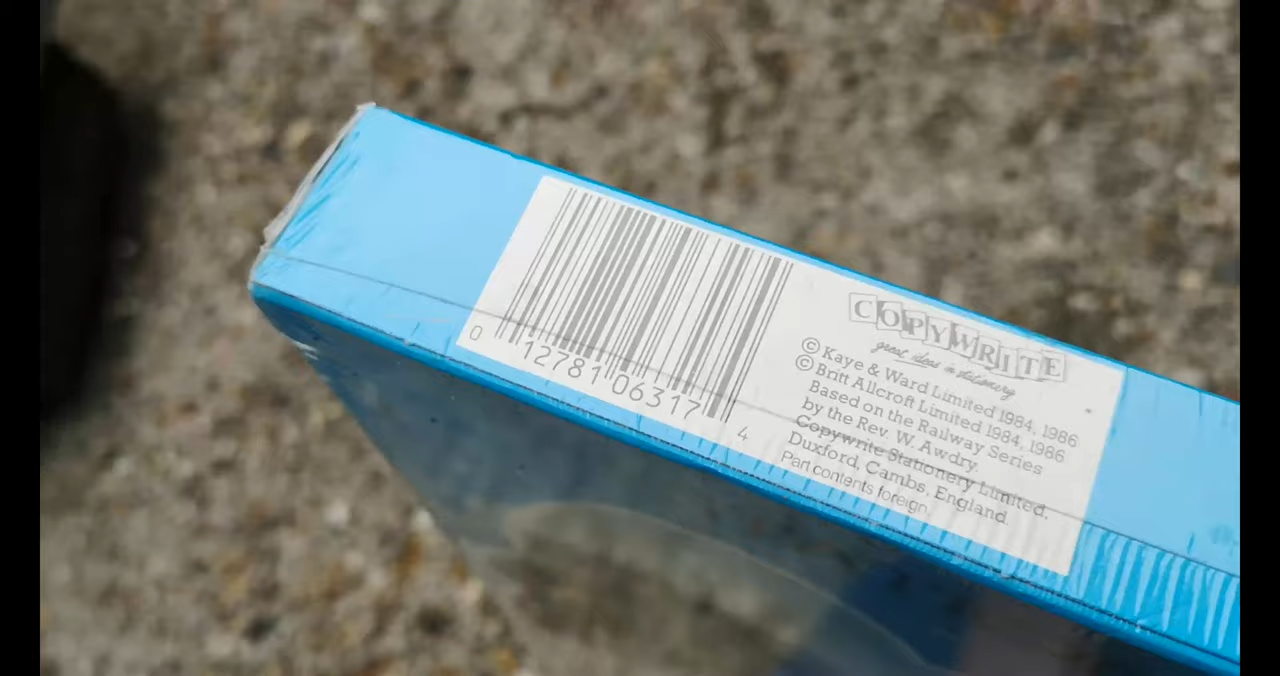 0 12781 06317 4
COPYWRITE
great ideas in stationery
© Kaye & Ward Limited 1984, 1986
© Britt Allcroft Limited 1984, 1986
Based on the Railway Series
by the Rev. W. Awdry.
Copywrite Stationery Limited,
Duxford, Cambs, England.
Part contents foreign.